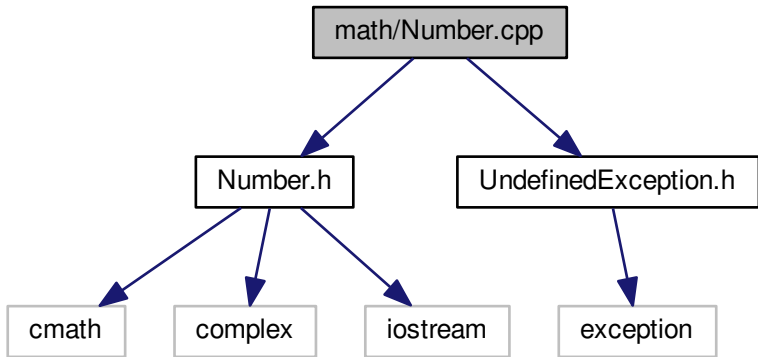 math/Number.cpp
Number.h
UndefinedException.h
cmath
complex
iostream
exception